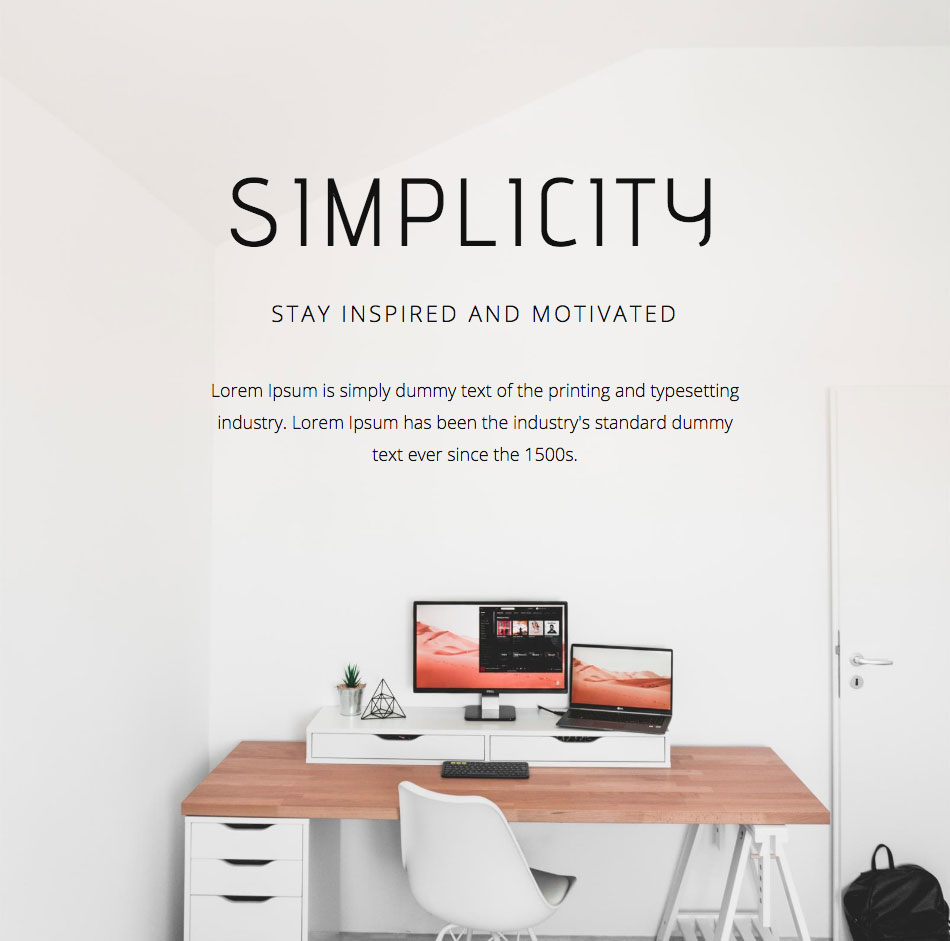 SIMPLICITY
STAY INSPIRED AND MOTIVATED
Lorem Ipsum is simply dummy text of the printing and typesetting
industry. Lorem Ipsum has been the industry's standard dummy
text ever since the 1500s.